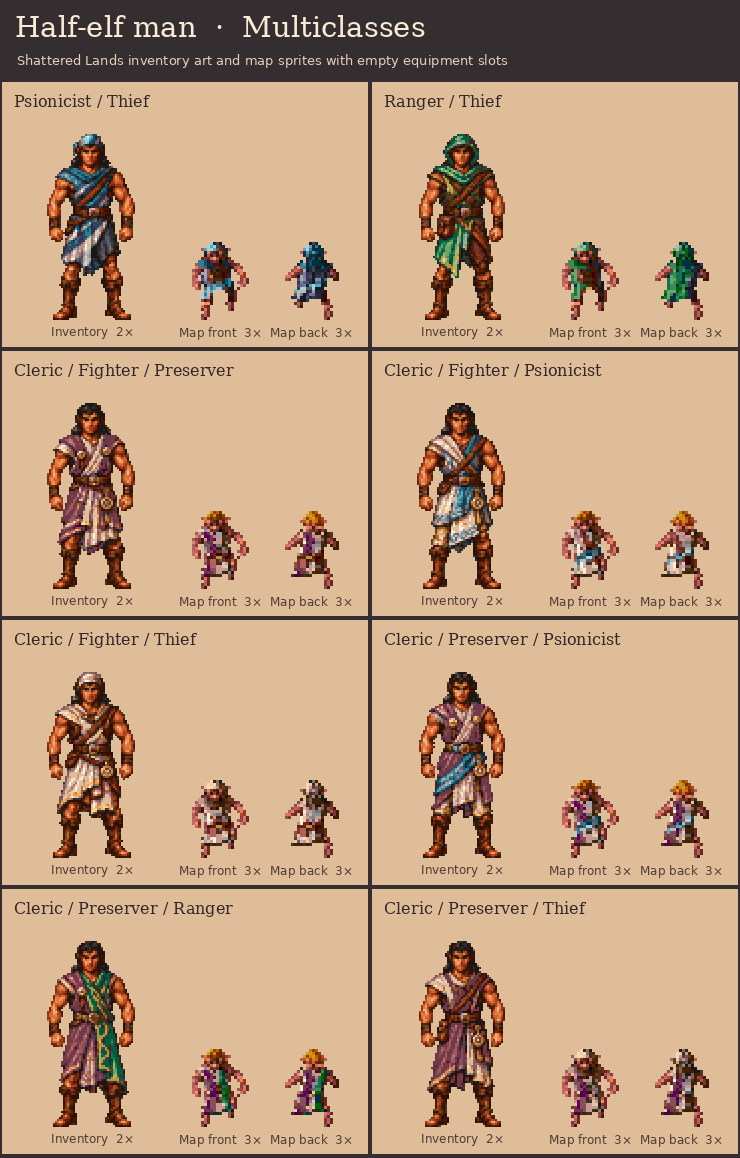 Half-elf man · Multiclasses
Shattered Lands inventory art and map sprites with empty equipment slots
Psionicist / Thief
Inventory 2×
Map front 3×
Map back 3×
Ranger / Thief
Inventory 2×
Map front 3×
Map back 3×
Cleric / Fighter / Preserver
Inventory 2×
Map front 3×
Map back 3×
Cleric / Fighter / Psionicist
Inventory 2×
Map front 3×
Map back 3×
Cleric / Fighter / Thief
Inventory 2×
Map front 3×
Map back 3×
Cleric / Preserver / Psionicist
Inventory 2×
Map front 3×
Map back 3×
Cleric / Preserver / Ranger
Inventory 2×
Map front 3×
Map back 3×
Cleric / Preserver / Thief
Inventory 2×
Map front 3×
Map back 3×